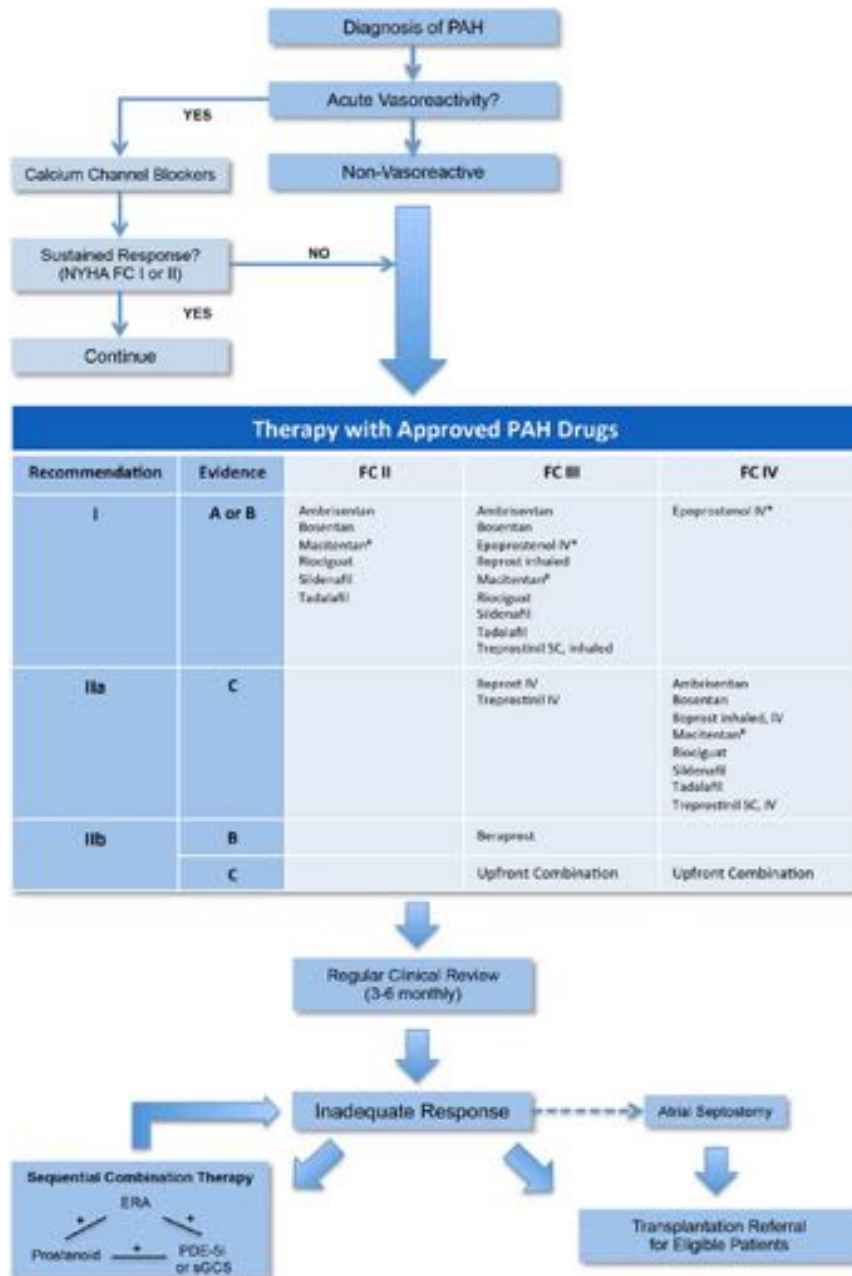 Diagnosis of PAH
Acute Vasoreactivity?
YES
Calcium Channel Blockers
Non-Vasoreactive
Sustained Response?
(NYHA FC I or II)
NO
YES
Continue
Therapy with Approved PAH Drugs
Recommendation Evidence FC II FC III FC IV
I A or B
Ambrisentan
Bosentan
Macitentan*
Riociguat
Sildenafil
Tadalafil
Ambrisentan
Bosentan
Epoprostenol IV*
Iloprost inhaled
Macitentan*
Riociguat
Sildenafil
Tadalafil
Treprostinil SC, inhaled
Epoprostenol IV*
IIa C
Iloprost IV
Treprostinil IV
Ambrisentan
Bosentan
Iloprost inhaled, IV
Macitentan*
Riociguat
Sildenafil
Tadalafil
Treprostinil SC, IV
IIb B
Beraprost
C Upfront Combination Upfront Combination
Regular Clinical Review
(3-6 monthly)
Inadequate Response
Atrial Septostomy
Sequential Combination Therapy
ERA
+ +
Prostanoid + PDE-5i
or sGCS
Transplantation Referral
for Eligible Patients